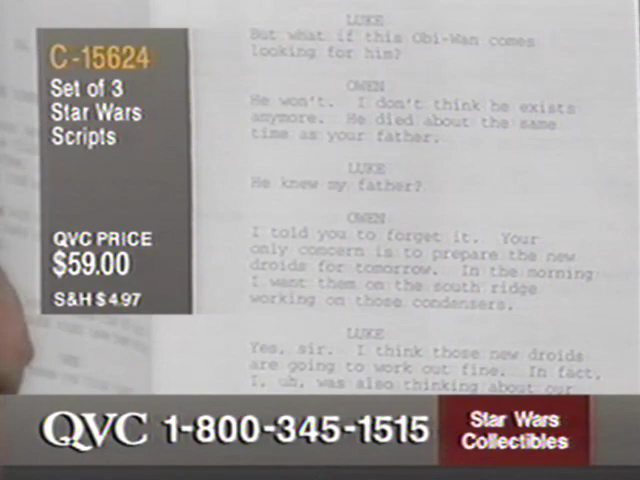 C-15624
Set of 3
Star Wars
Scripts
QVC PRICE
$59.00
S&H $4.97
LUKE
But what if this Obi-Wan comes
looking for him?
OWEN
He won't. I don't think he exists
anymore. He died about the same
time as your father.
LUKE
He knew my father?
OWEN
I told you to forget it. Your
only concern is to prepare the new
droids for tomorrow. In the morning
I want them on the south ridge
working on those condensers.
LUKE
Yes, sir. I think those new droids
are going to work out fine. In fact,
I, uh, was also thinking about our
QVC 1-800-345-1515
Star Wars
Collectibles